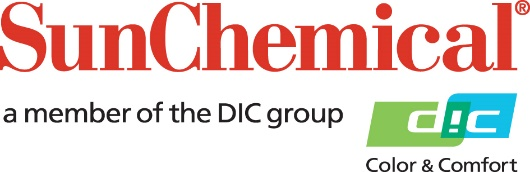 SunChemical®
a member of the DIC group
dic
Color & Comfort